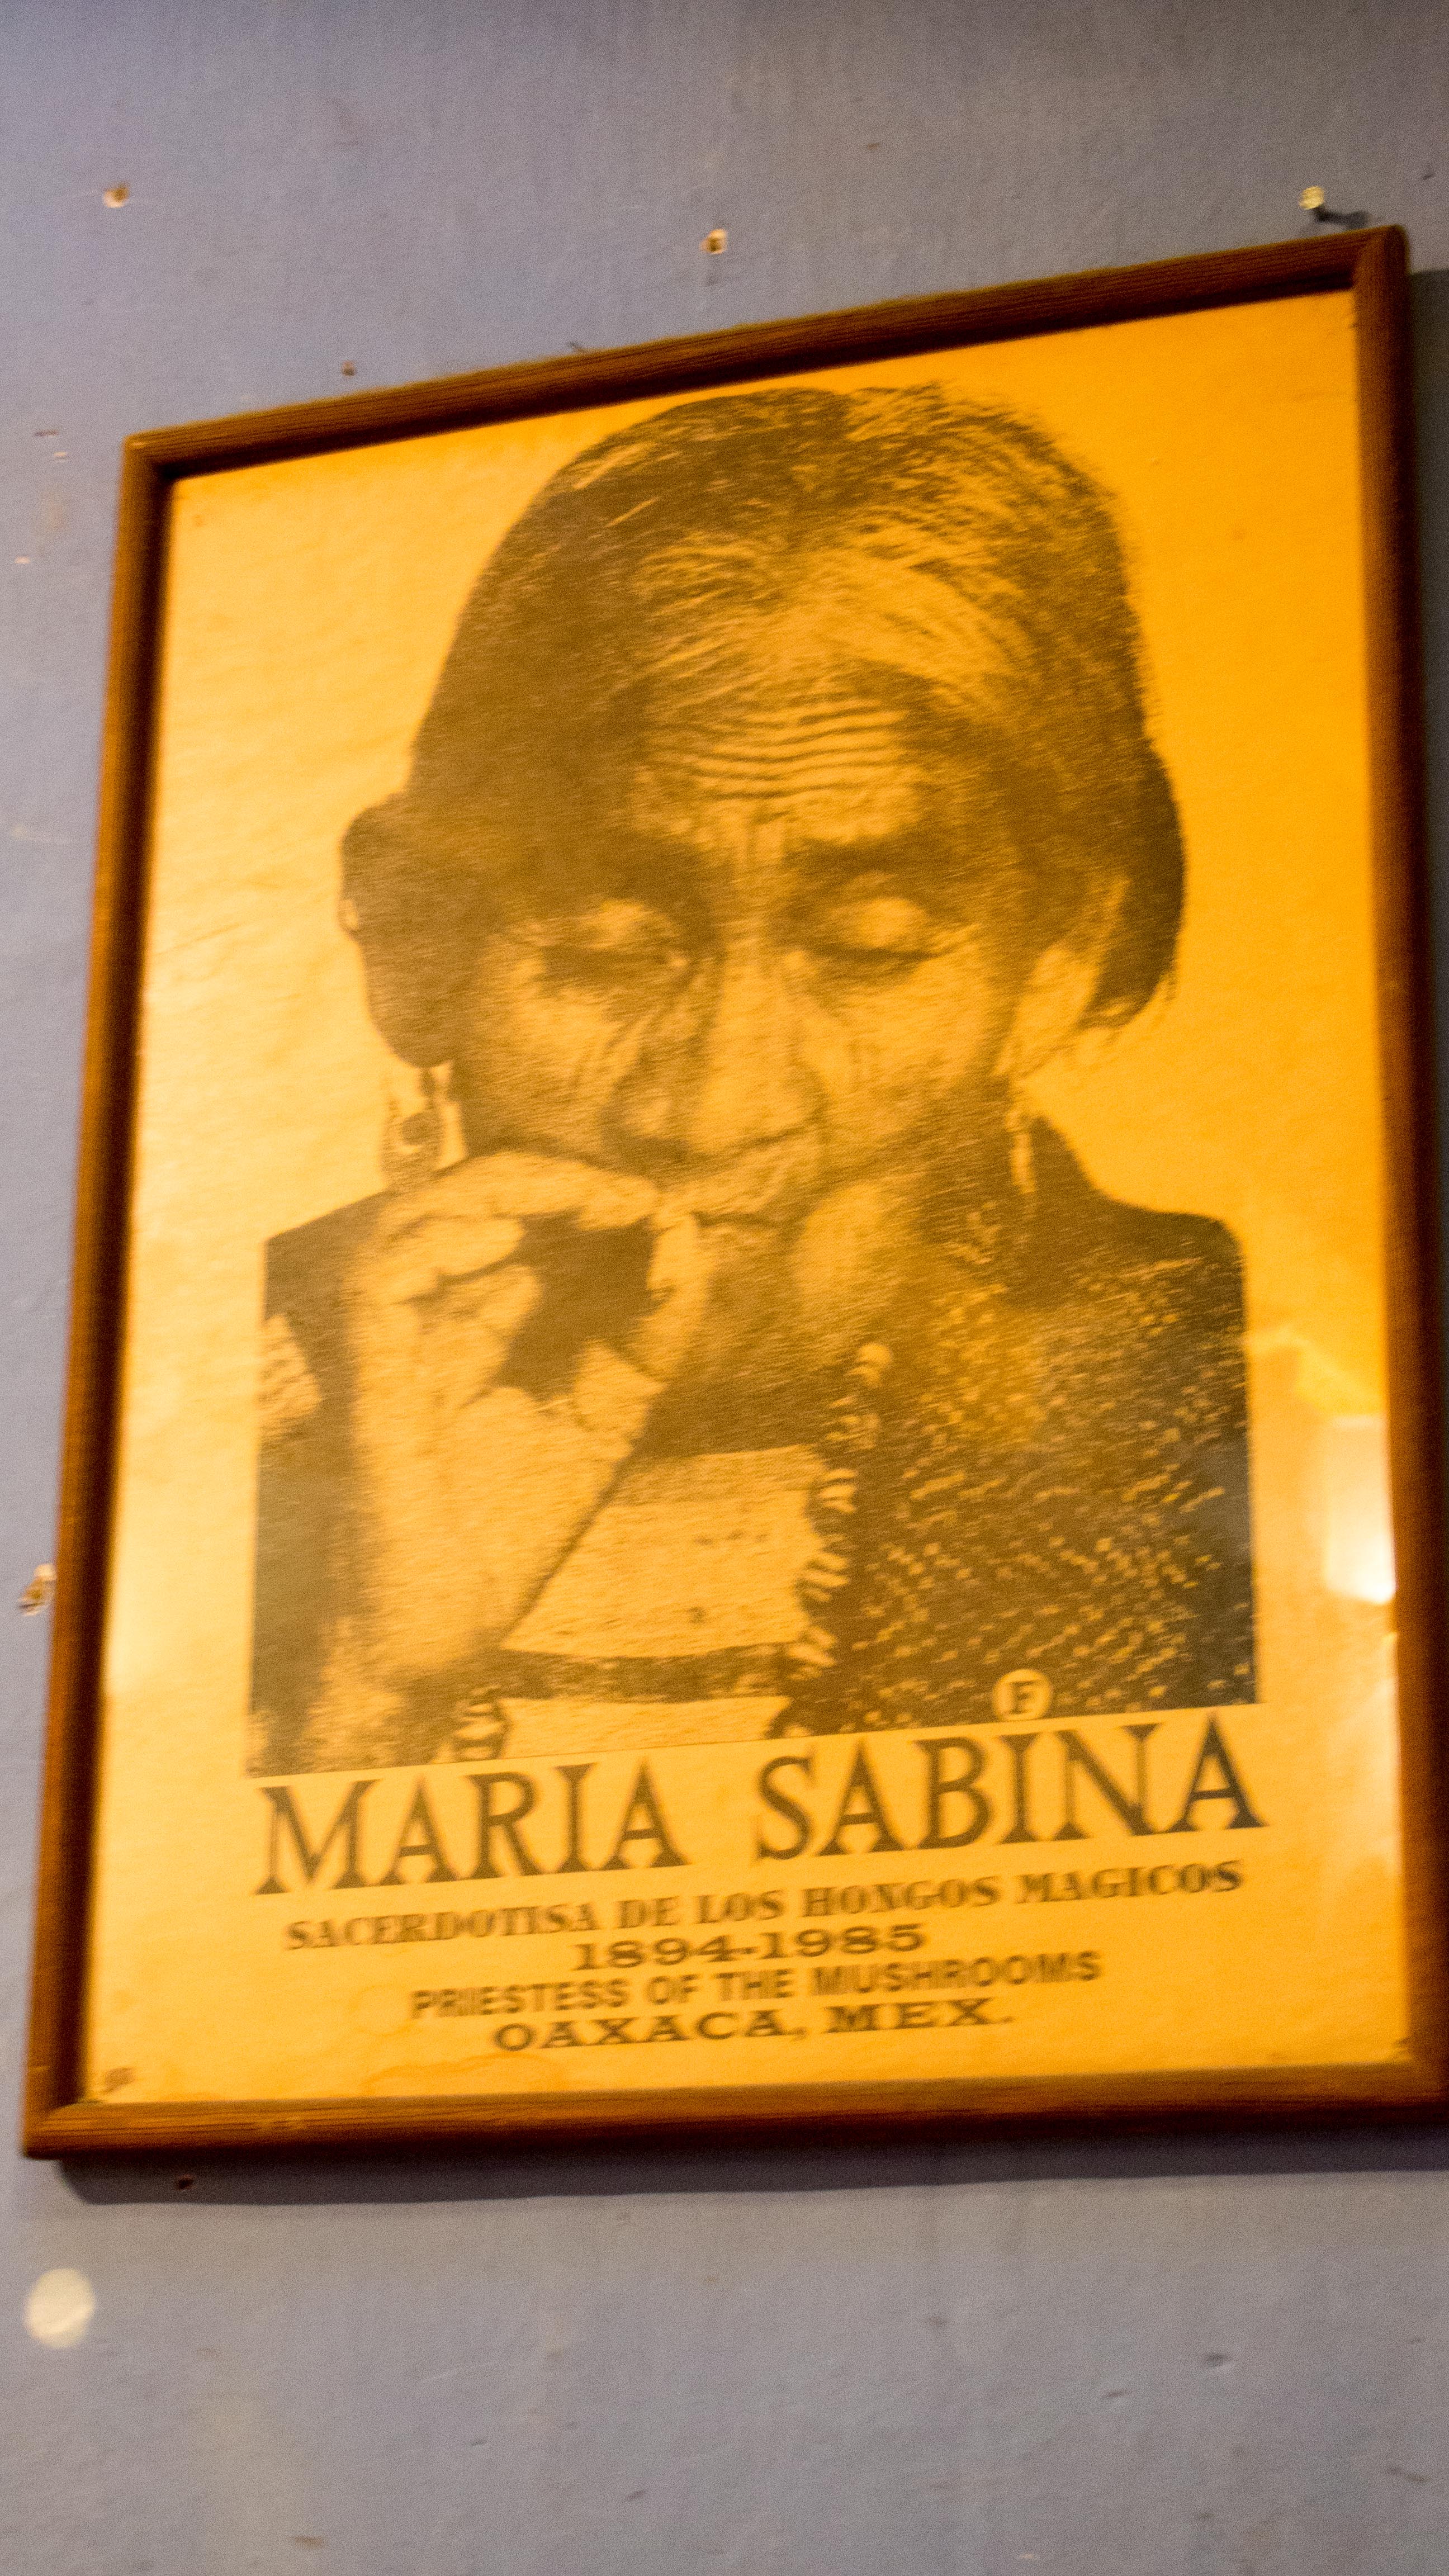 F
MARIA SABINA
SACERDOTISA DE LOS HONGOS MAGICOS
1894-1985
PRIESTESS OF THE MUSHROOMS
OAXACA, MEX.